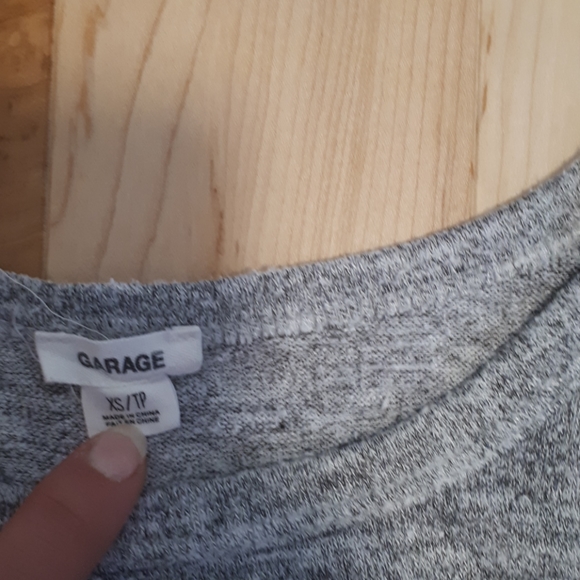 GARAGE
XS/TP
MADE IN CHINA
FAIT EN CHINE